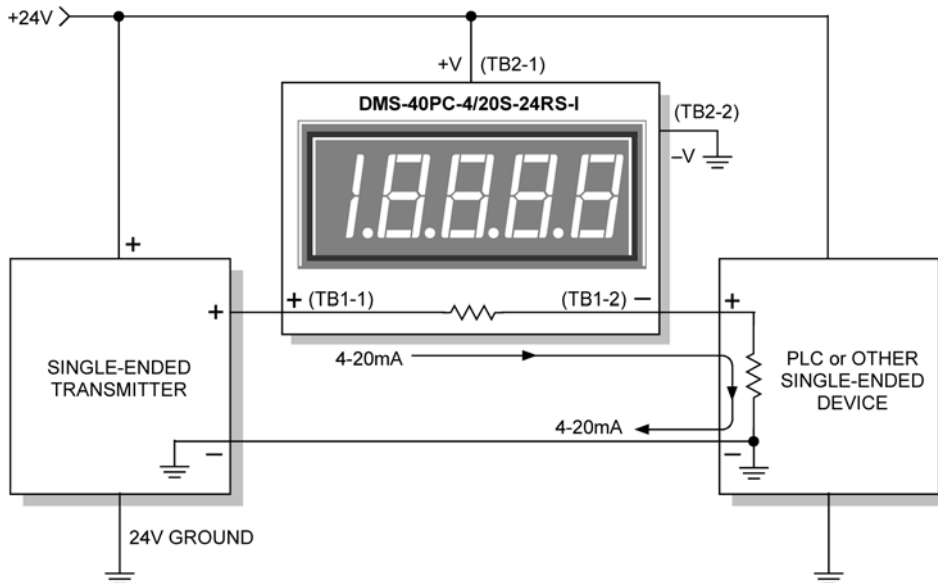 +24V
+V (TB2-1)
DMS-40PC-4/20S-24RS-I
(TB2-2)
–V
1.8.8.8.8
+
+
+ (TB1-1)
(TB1-2) –
+
SINGLE-ENDED
TRANSMITTER
4-20mA
PLC or OTHER
SINGLE-ENDED
DEVICE
4-20mA
–
–
24V GROUND